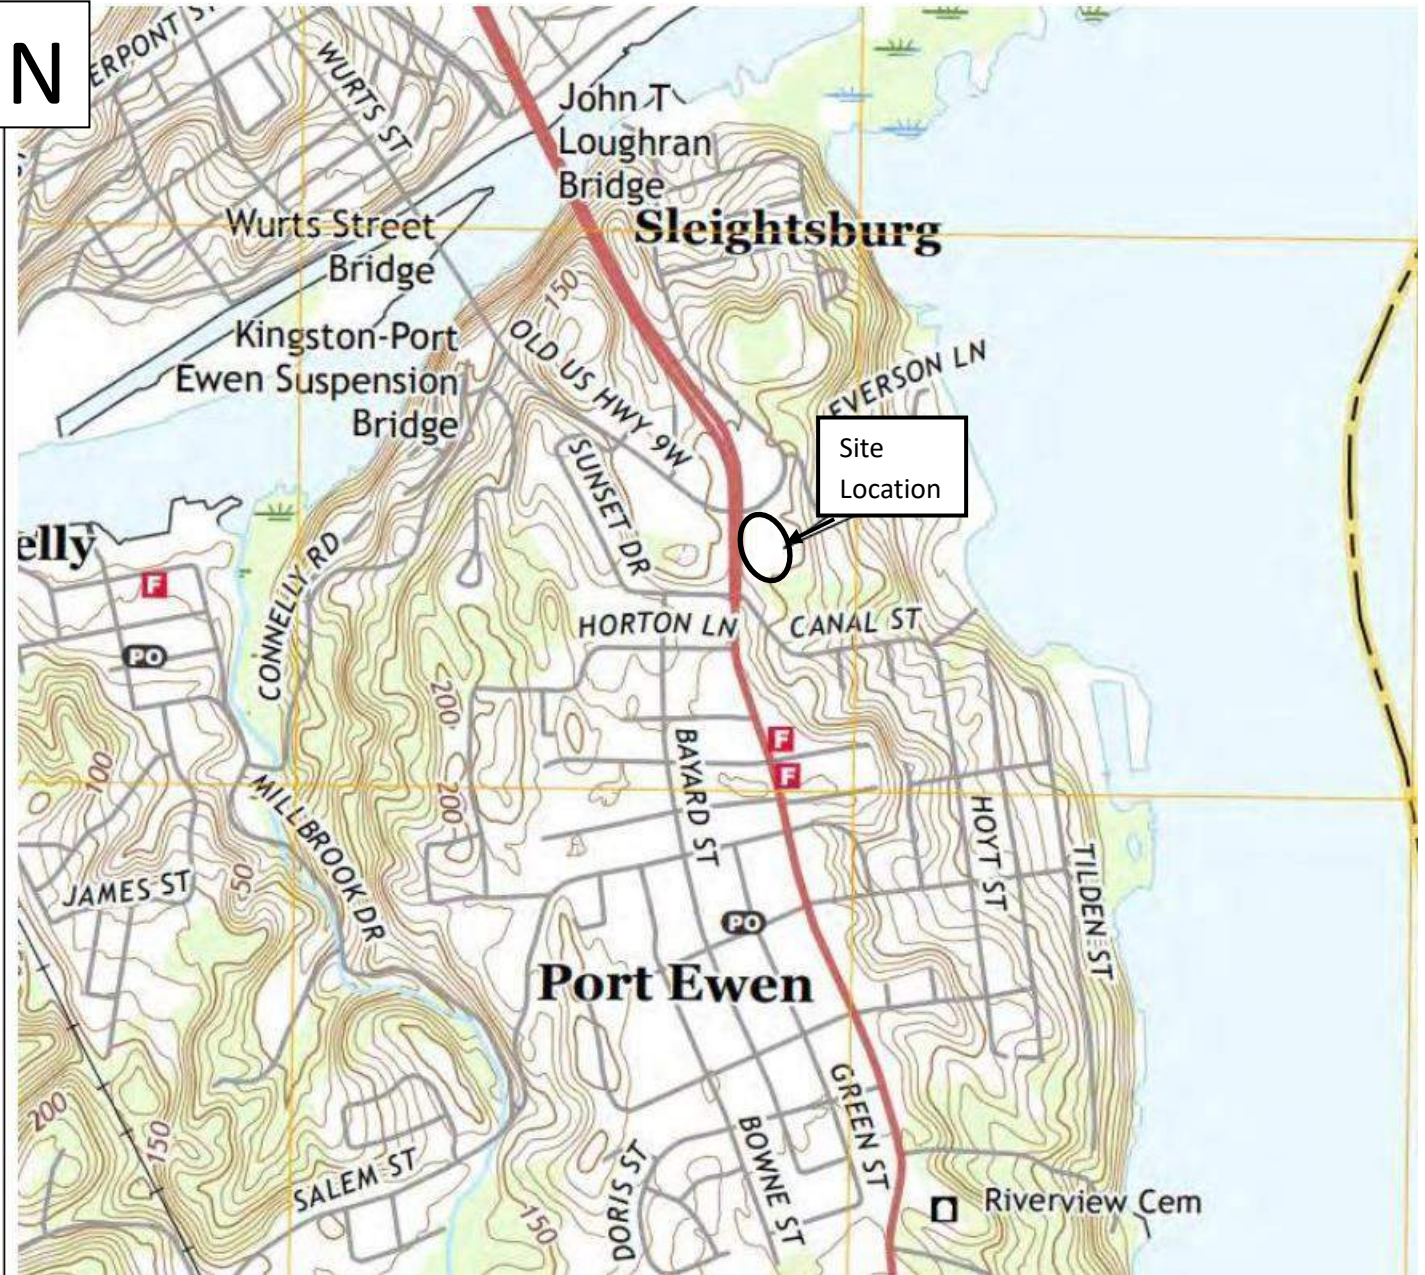 N
ERPONT ST
WURTS ST
John T
Loughran
Bridge
Sleightsburg
Wurts Street
Bridge
150
Kingston-Port
Ewen Suspension
Bridge
OLD US HWY 9W
EVERSON LN
Site
Location
SUNSET DR
elly
F
CONNELLY RD
HORTON LN
CANAL ST
PO
200
F
BAYARD ST
100
F
200
MILLBROOK DR
HOYT ST
TILDEN ST
JAMES ST
50
PO
Port Ewen
GREEN ST
200
150
BOWNE ST
SALEM ST
DORIS ST
150
Riverview Cem